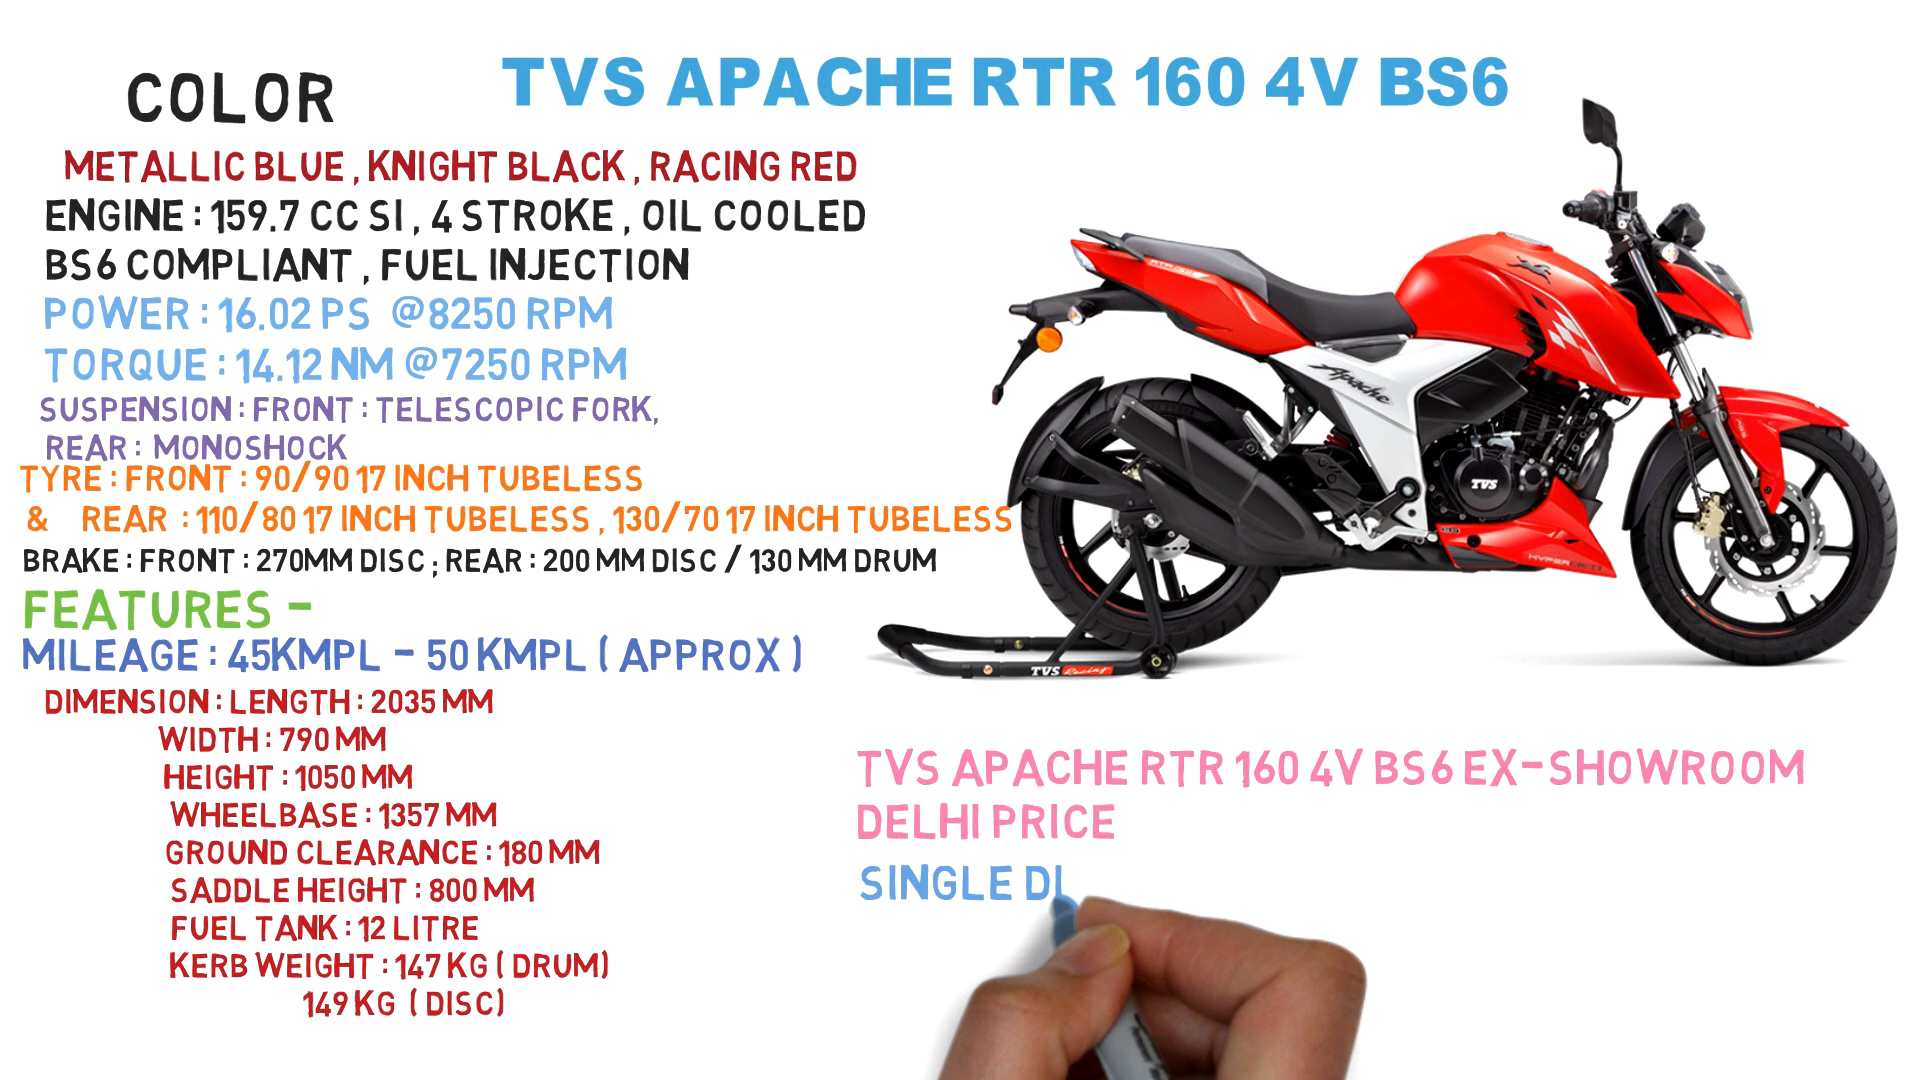 COLOR
TVS APACHE RTR 160 4V BS6
METALLIC BLUE , KNIGHT BLACK , RACING RED
ENGINE : 159.7 CC SI , 4 STROKE , OIL COOLED
BS6 COMPLIANT , FUEL INJECTION
POWER : 16.02 PS @8250 RPM
TORQUE : 14.12 NM @7250 RPM
SUSPENSION : FRONT : TELESCOPIC FORK,
REAR : MONOSHOCK
TYRE : FRONT : 90/90 17 INCH TUBELESS
& REAR : 110/80 17 INCH TUBELESS , 130/70 17 INCH TUBELESS
BRAKE : FRONT : 270MM DISC ; REAR : 200 MM DISC / 130 MM DRUM
FEATURES -
MILEAGE : 45KMPL - 50 KMPL ( APPROX )
DIMENSION : LENGTH : 2035 MM
WIDTH : 790 MM
HEIGHT : 1050 MM
WHEELBASE : 1357 MM
GROUND CLEARANCE : 180 MM
SADDLE HEIGHT : 800 MM
FUEL TANK : 12 LITRE
KERB WEIGHT : 147 KG ( DRUM)
149 KG ( DISC)
Apache
TVS
TVS Racing
TVS APACHE RTR 160 4V BS6 EX-SHOWROOM
DELHI PRICE
SINGLE DI